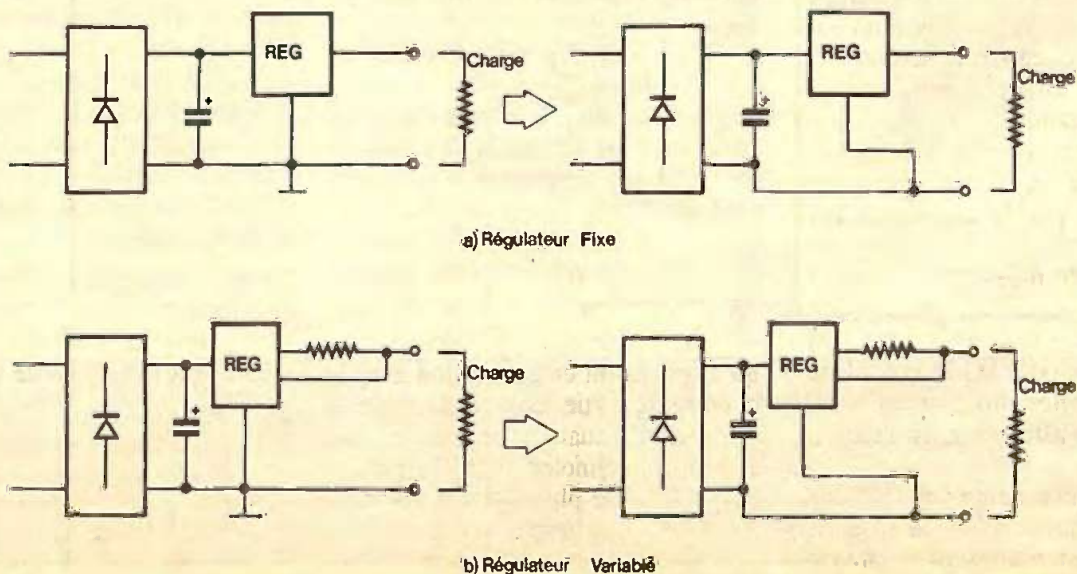 REG
Charge
REG
Charge
a) Régulateur Fixe
REG
Charge
REG
Charge
b) Régulateur Variable